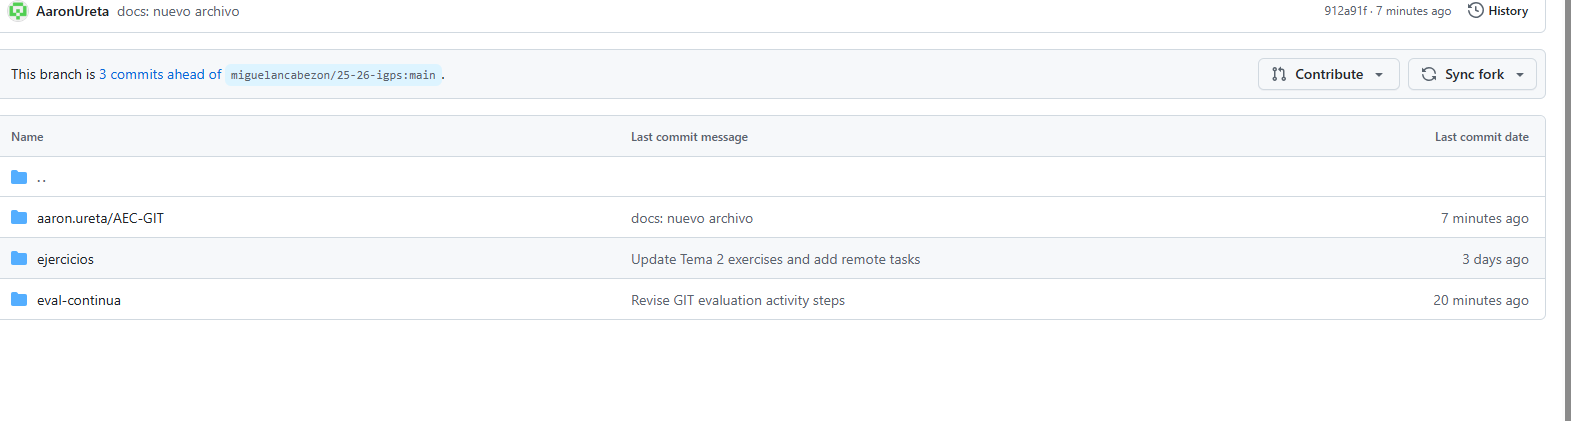 AaronUreta docs: nuevo archivo 912a91f · 7 minutes ago History
This branch is 3 commits ahead of miguelancabezon/25-26-igps:main . Contribute Sync fork
Name Last commit message Last commit date
..
aaron.ureta/AEC-GIT docs: nuevo archivo 7 minutes ago
ejercicios Update Tema 2 exercises and add remote tasks 3 days ago
eval-continua Revise GIT evaluation activity steps 20 minutes ago